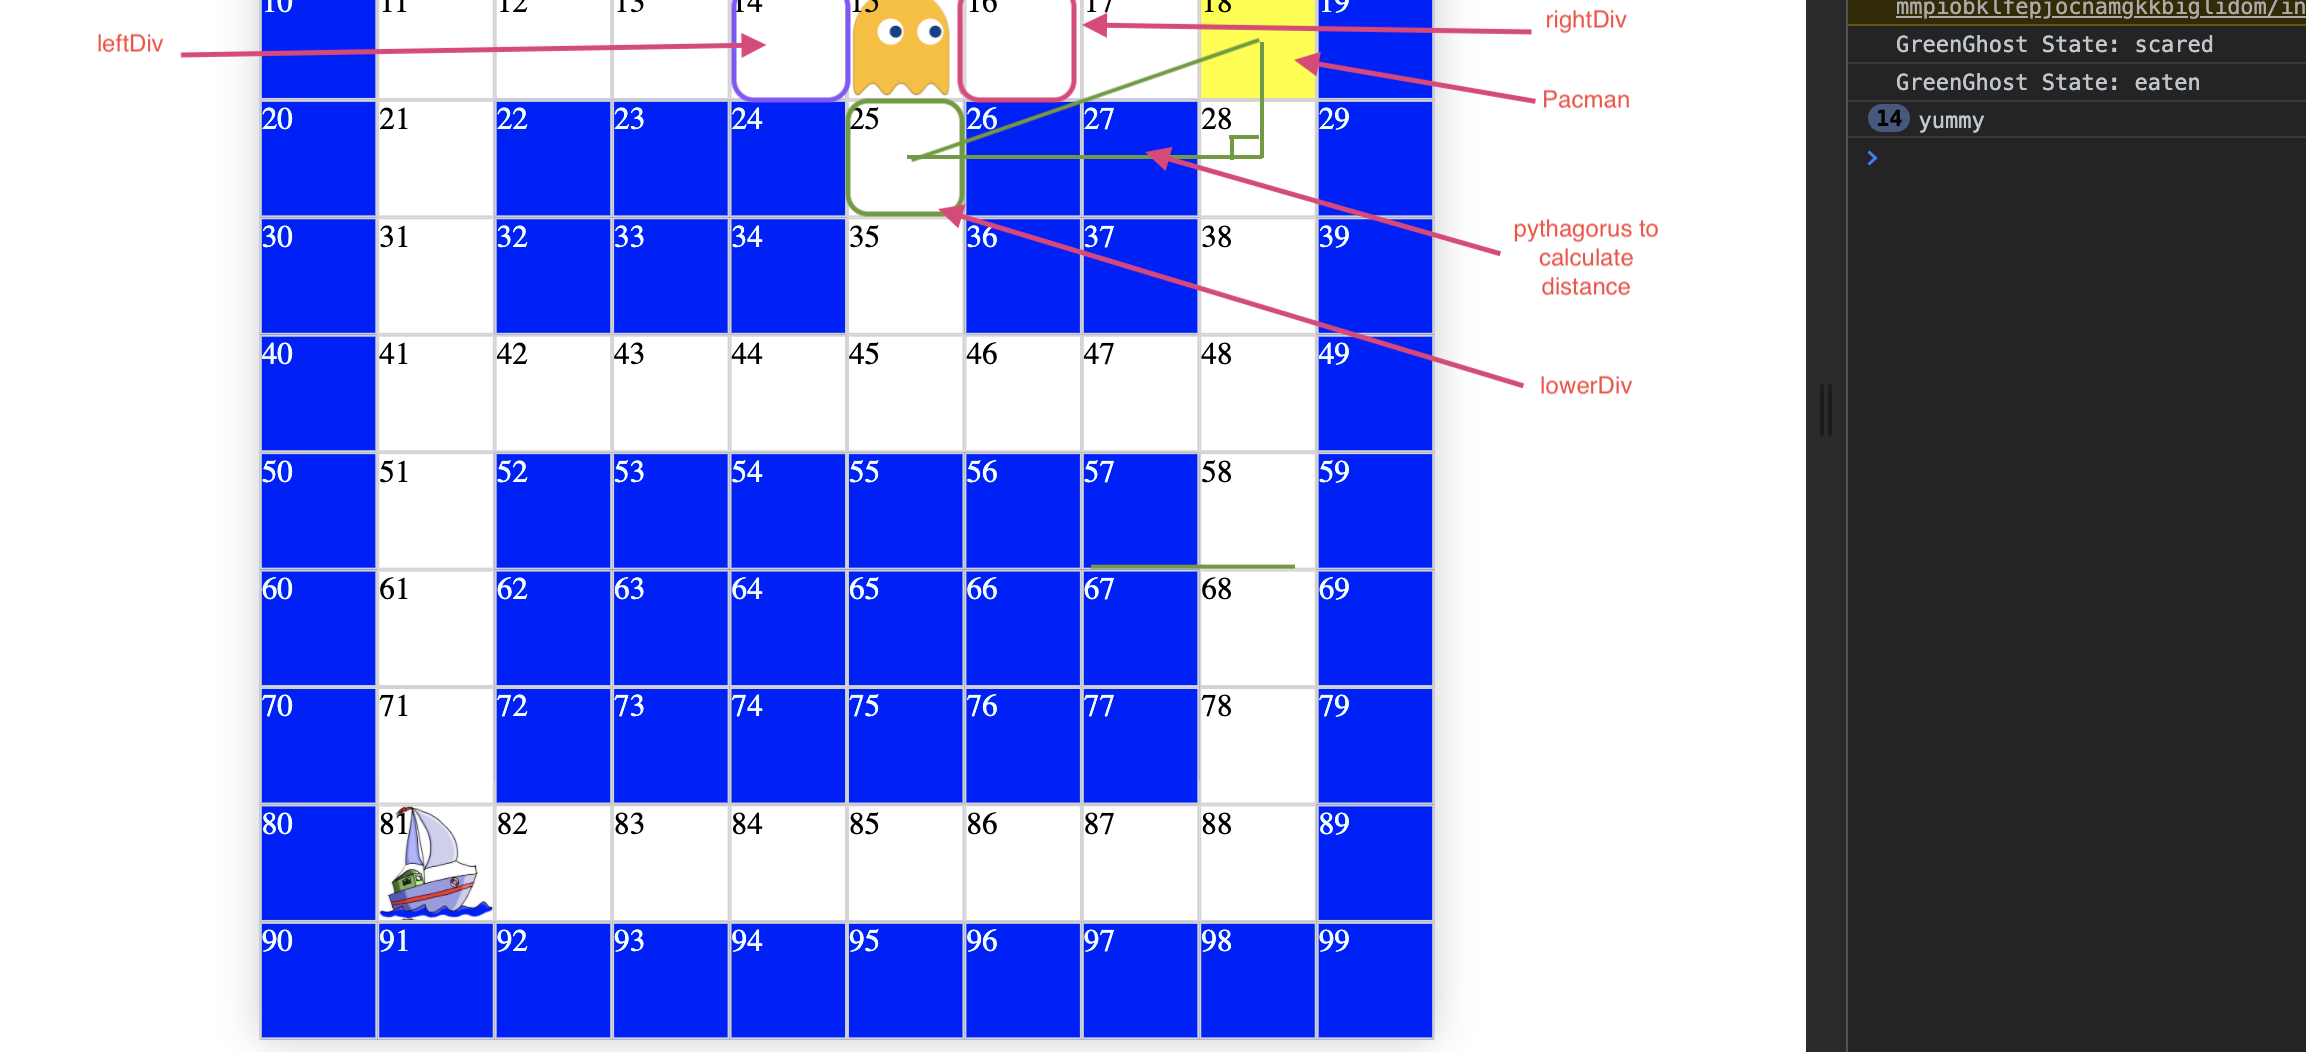 10 11 12 13 14 15 16 17 18 19
leftDiv
rightDiv
Pacman
20 21 22 23 24 25 26 27 28 29
30 31 32 33 34 35 36 37 38 39
pythagorus to
calculate
distance
40 41 42 43 44 45 46 47 48 49
lowerDiv
50 51 52 53 54 55 56 57 58 59
60 61 62 63 64 65 66 67 68 69
70 71 72 73 74 75 76 77 78 79
80 81 82 83 84 85 86 87 88 89
90 91 92 93 94 95 96 97 98 99
mmpiobklfepjocnamgkkbiglidom/in
GreenGhost State: scared
GreenGhost State: eaten
14 yummy
>